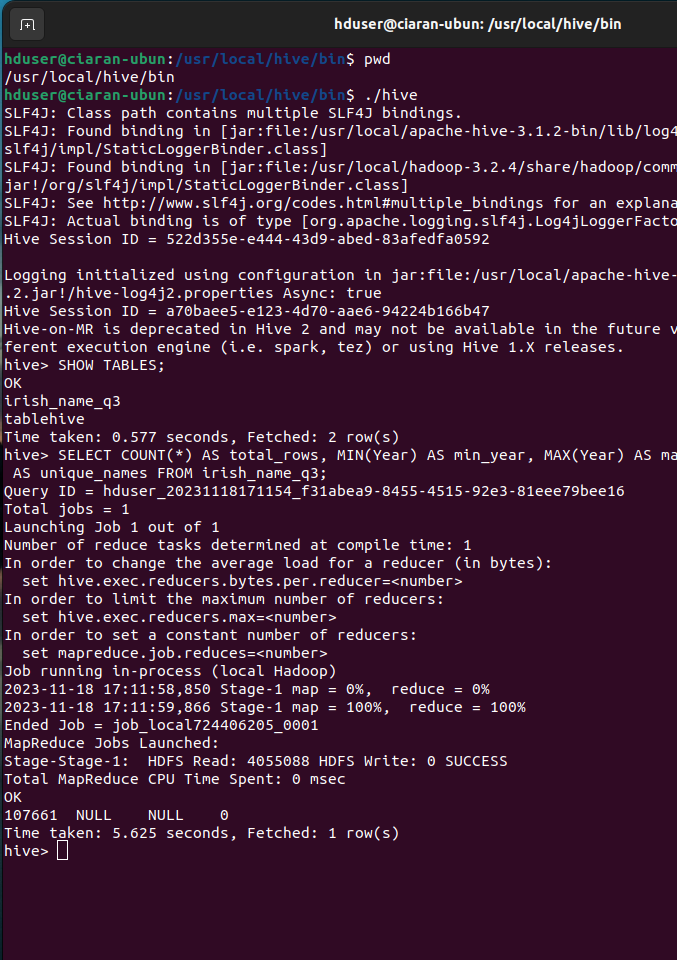 hduser@ciaran-ubun: /usr/local/hive/bin
hduser@ciaran-ubun:/usr/local/hive/bin$ pwd
/usr/local/hive/bin
hduser@ciaran-ubun:/usr/local/hive/bin$ ./hive
SLF4J: Class path contains multiple SLF4J bindings.
SLF4J: Found binding in [jar:file:/usr/local/apache-hive-3.1.2-bin/lib/log4
slf4j/impl/StaticLoggerBinder.class]
SLF4J: Found binding in [jar:file:/usr/local/hadoop-3.2.4/share/hadoop/comm
jar!/org/slf4j/impl/StaticLoggerBinder.class]
SLF4J: See http://www.slf4j.org/codes.html#multiple_bindings for an explana
SLF4J: Actual binding is of type [org.apache.logging.slf4j.Log4jLoggerFacto
Hive Session ID = 522d355e-e444-43d9-abed-83afedfa0592
Logging initialized using configuration in jar:file:/usr/local/apache-hive-
.2.jar!/hive-log4j2.properties Async: true
Hive Session ID = a70baee5-e123-4d70-aae6-94224b166b47
Hive-on-MR is deprecated in Hive 2 and may not be available in the future v
ferent execution engine (i.e. spark, tez) or using Hive 1.X releases.
hive> SHOW TABLES;
OK
irish_name_q3
tablehive
Time taken: 0.577 seconds, Fetched: 2 row(s)
hive> SELECT COUNT(*) AS total_rows, MIN(Year) AS min_year, MAX(Year) AS ma
AS unique_names FROM irish_name_q3;
Query ID = hduser_20231118171154_f31abea9-8455-4515-92e3-81eee79bee16
Total jobs = 1
Launching Job 1 out of 1
Number of reduce tasks determined at compile time: 1
In order to change the average load for a reducer (in bytes):
set hive.exec.reducers.bytes.per.reducer=<number>
In order to limit the maximum number of reducers:
set hive.exec.reducers.max=<number>
In order to set a constant number of reducers:
set mapreduce.job.reduces=<number>
Job running in-process (local Hadoop)
2023-11-18 17:11:58,850 Stage-1 map = 0%,  reduce = 0%
2023-11-18 17:11:59,866 Stage-1 map = 100%,  reduce = 100%
Ended Job = job_local724406205_0001
MapReduce Jobs Launched:
Stage-Stage-1:  HDFS Read: 4055088 HDFS Write: 0 SUCCESS
Total MapReduce CPU Time Spent: 0 msec
OK
107661  NULL    NULL    0
Time taken: 5.625 seconds, Fetched: 1 row(s)
hive>